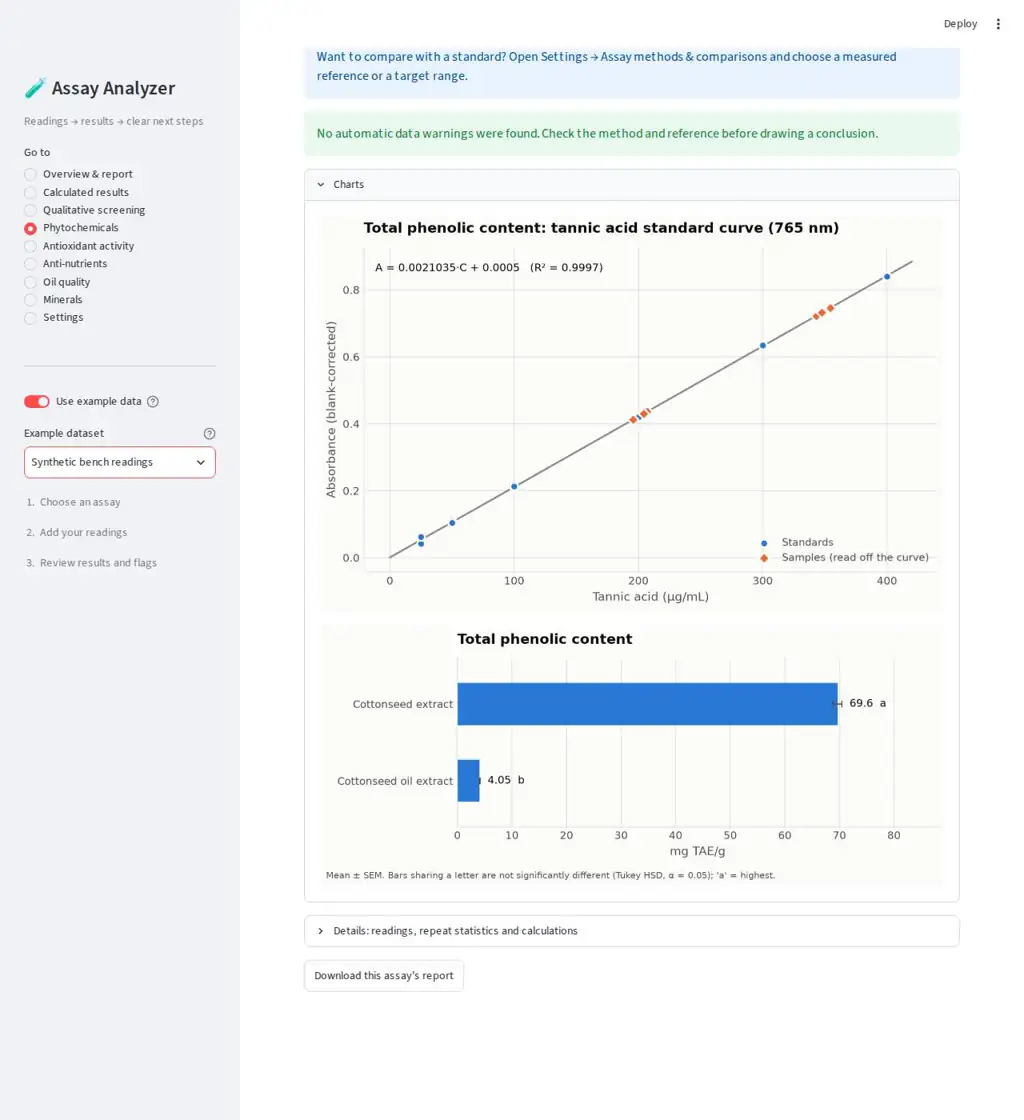 Deploy
🧪 Assay Analyzer
Readings → results → clear next steps
Go to
Overview & report
Calculated results
Qualitative screening
Phytochemicals
Antioxidant activity
Anti-nutrients
Oil quality
Minerals
Settings
Use example data
Example dataset
Synthetic bench readings
1. Choose an assay
2. Add your readings
3. Review results and flags
Want to compare with a standard? Open Settings → Assay methods & comparisons and choose a measured
reference or a target range.
No automatic data warnings were found. Check the method and reference before drawing a conclusion.
Charts
Total phenolic content: tannic acid standard curve (765 nm)
A = 0.0021035·C + 0.0005 (R² = 0.9997)
Absorbance (blank-corrected)
0.8
0.6
0.4
0.2
0.0
Standards
Samples (read off the curve)
0 100 200 300 400
Tannic acid (µg/mL)
Total phenolic content
Cottonseed extract 69.6 a
Cottonseed oil extract 4.05 b
0 10 20 30 40 50 60 70 80
mg TAE/g
Mean ± SEM. Bars sharing a letter are not significantly different (Tukey HSD, α = 0.05); 'a' = highest.
Details: readings, repeat statistics and calculations
Download this assay's report